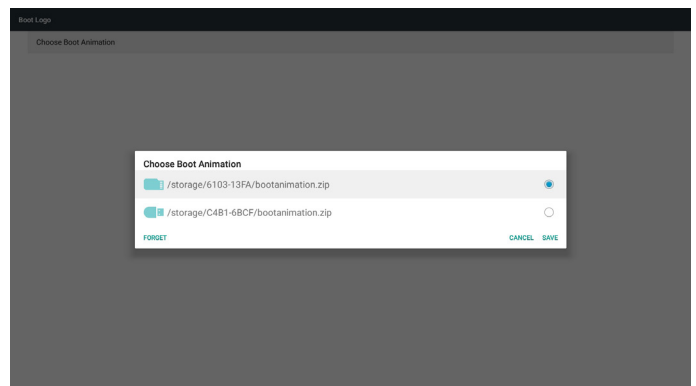 Boot Logo
Choose Boot Animation
Choose Boot Animation
/storage/6103-13FA/bootanimation.zip
/storage/C4B1-6BCF/bootanimation.zip
FORGET CANCEL SAVE